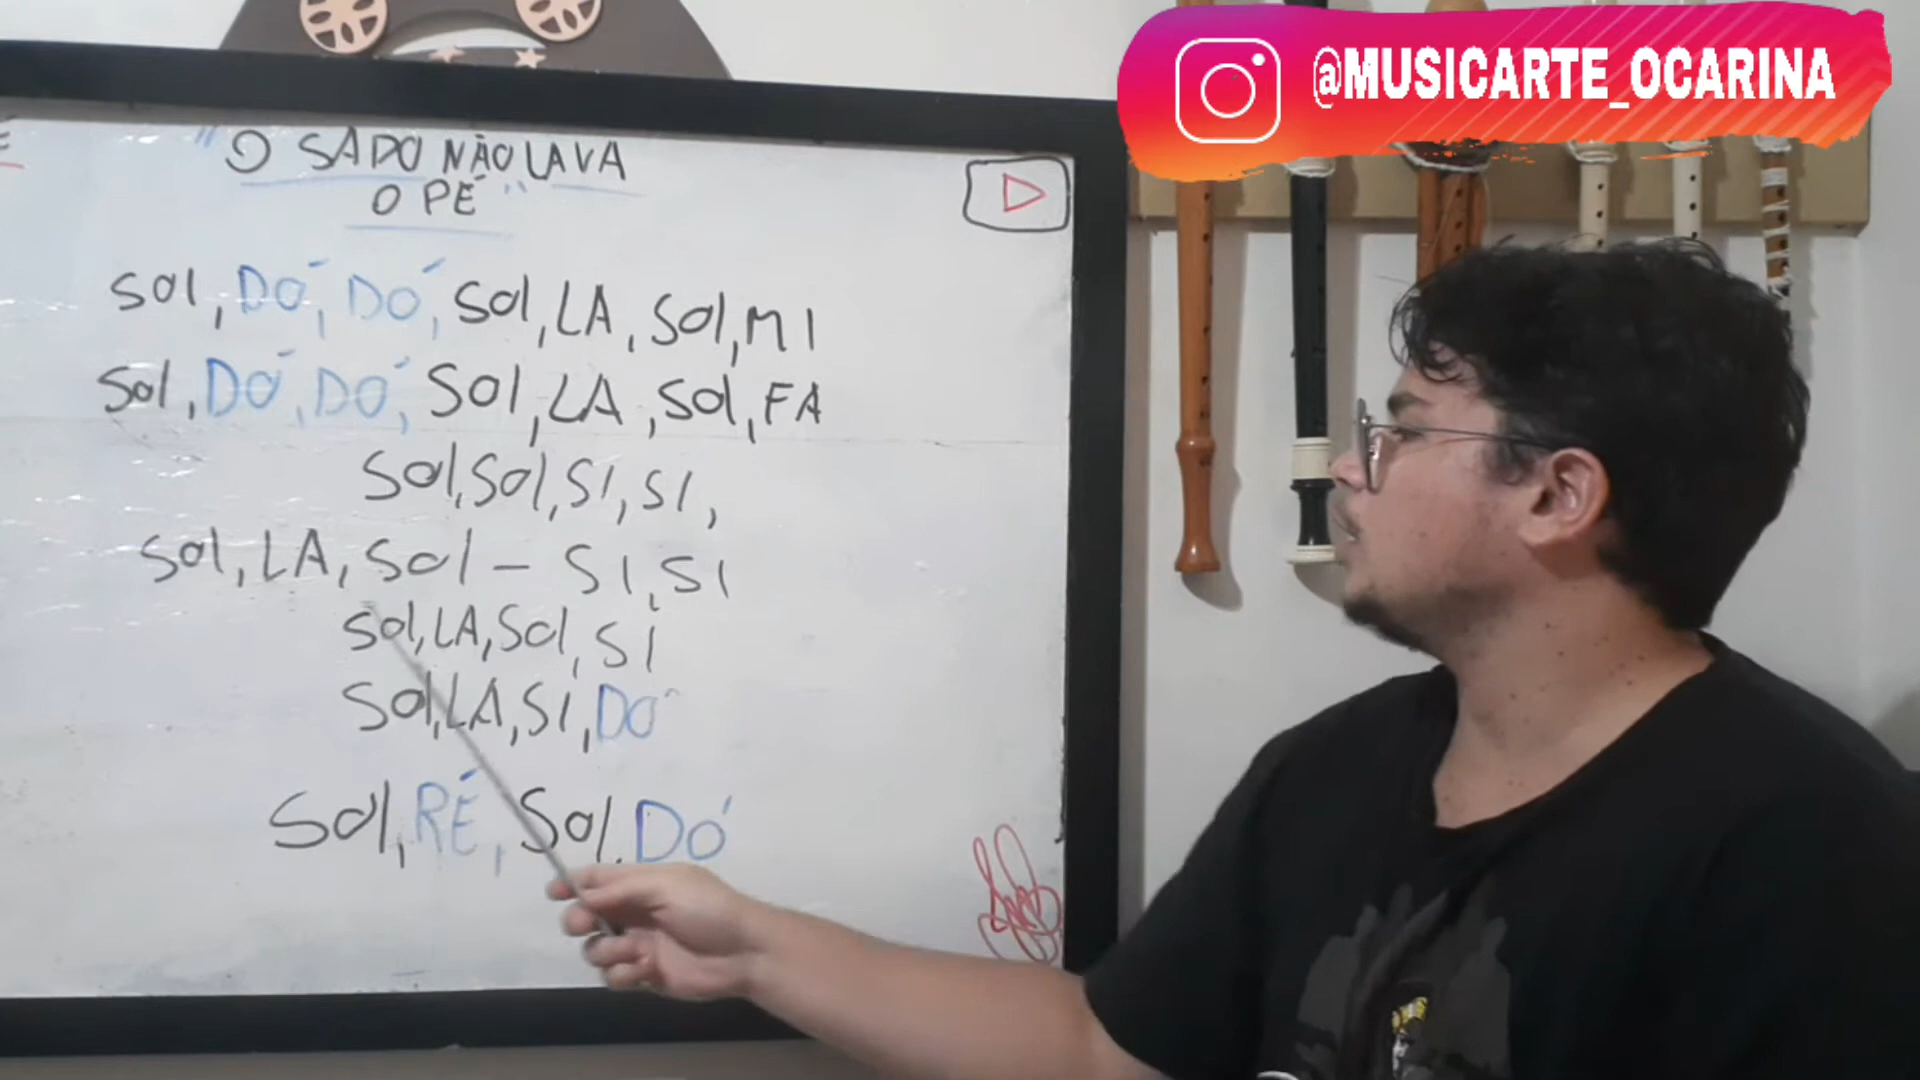 @MUSICARTE_OCARINA
"O SAPO NÃO LAVA
O PÉ"
Sol, DÓ, DÓ, Sol, LA, Sol, MI
Sol, DÓ, DÓ, Sol, LA, Sol, FA
Sol, Sol, SI, SI,
Sol, LA, Sol - SI, SI
Sol, LA, Sol, SI
Sol, LA, SI, DÓ
Sol, RÉ, Sol, DÓ